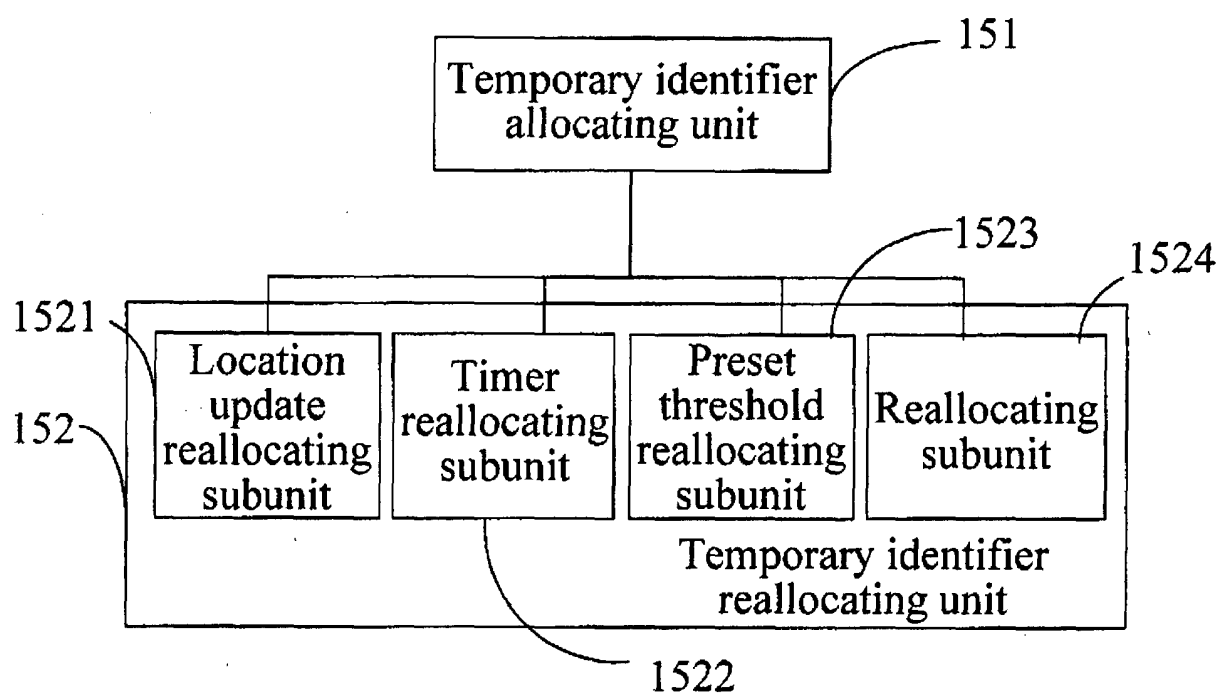 151
Temporary identifier
allocating unit
1523
1524
1521
Location
update
reallocating
subunit
Timer
reallocating
subunit
Preset
threshold
reallocating
subunit
Reallocating
subunit
152
Temporary identifier
reallocating unit
1522